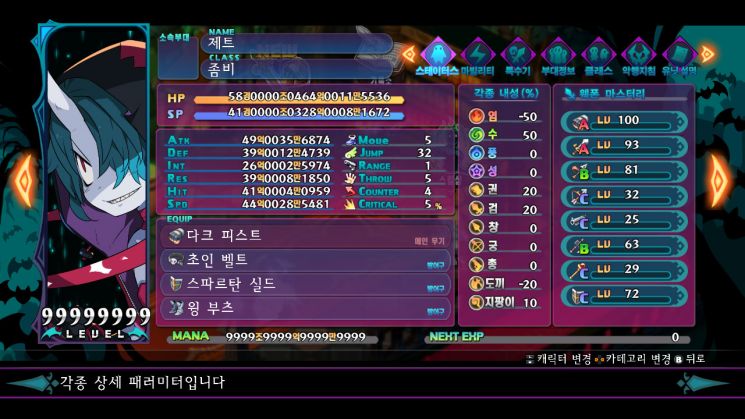 소속부대
NAME
제트
CLASS
좀비
스테이터스 마빌리티 특수기 부대정보 클래스 악행지침 유닛 설명
HP 58경0000조0464억0011만5536
SP 41경0000조0328억0008만1672
ATK 49억0035만6874 MOVE 5
DEF 39억0012만4739 JUMP 32
INT 26억0002만5974 RANGE 1
RES 39억0008만1850 THROW 5
HIT 41억0004만0959 COUNTER 4
SPD 44억0028만5481 CRITICAL 5 %
EQUIP
다크 피스트 메인 무기
초인 벨트 방어구
스파르탄 실드 방어구
윙 부츠 방어구
각종 내성(%)
염 -50
수 50
풍 0
성 0
권 20
검 20
창 0
궁 0
총 0
도끼 -20
지팡이 10
웨폰 마스터리
A LV 100
A LV 93
B LV 81
C LV 32
C LV 25
B LV 63
C LV 29
C LV 72
99999999
LEVEL
MANA 9999조9999억9999만9999 NEXT EXP 0
캐릭터 변경 카테고리 변경 B 뒤로
각종 상세 패러미터입니다